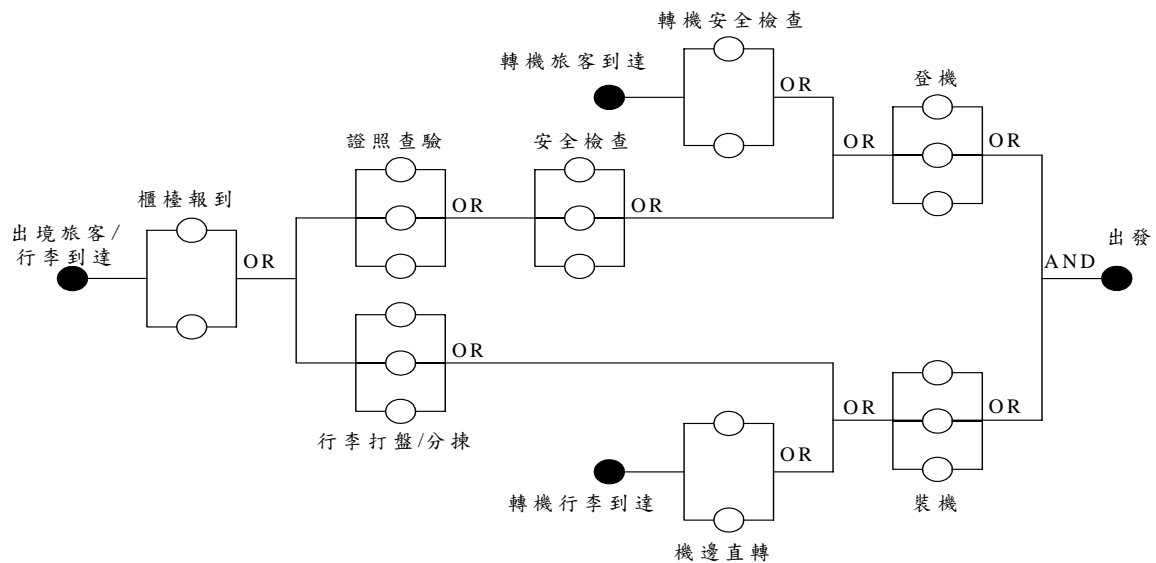 轉機安全檢查
轉機旅客到達
OR
登機
證照查驗
安全檢查
OR
OR
櫃檯報到
OR
OR
出境旅客/
行李到達
OR
出發
AND
OR
OR
OR
行李打盤/分揀
OR
轉機行李到達
裝機
機邊直轉